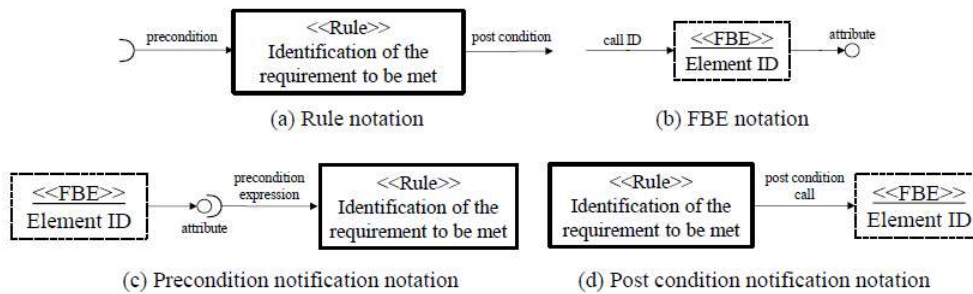 precondition
<<Rule>>
Identification of the
requirement to be met
post condition
(a) Rule notation
call ID
<<FBE>>
Element ID
attribute
(b) FBE notation
<<FBE>>
Element ID
attribute
precondition
expression
<<Rule>>
Identification of the
requirement to be met
(c) Precondition notification notation
<<Rule>>
Identification of the
requirement to be met
post condition
call
<<FBE>>
Element ID
(d) Post condition notification notation